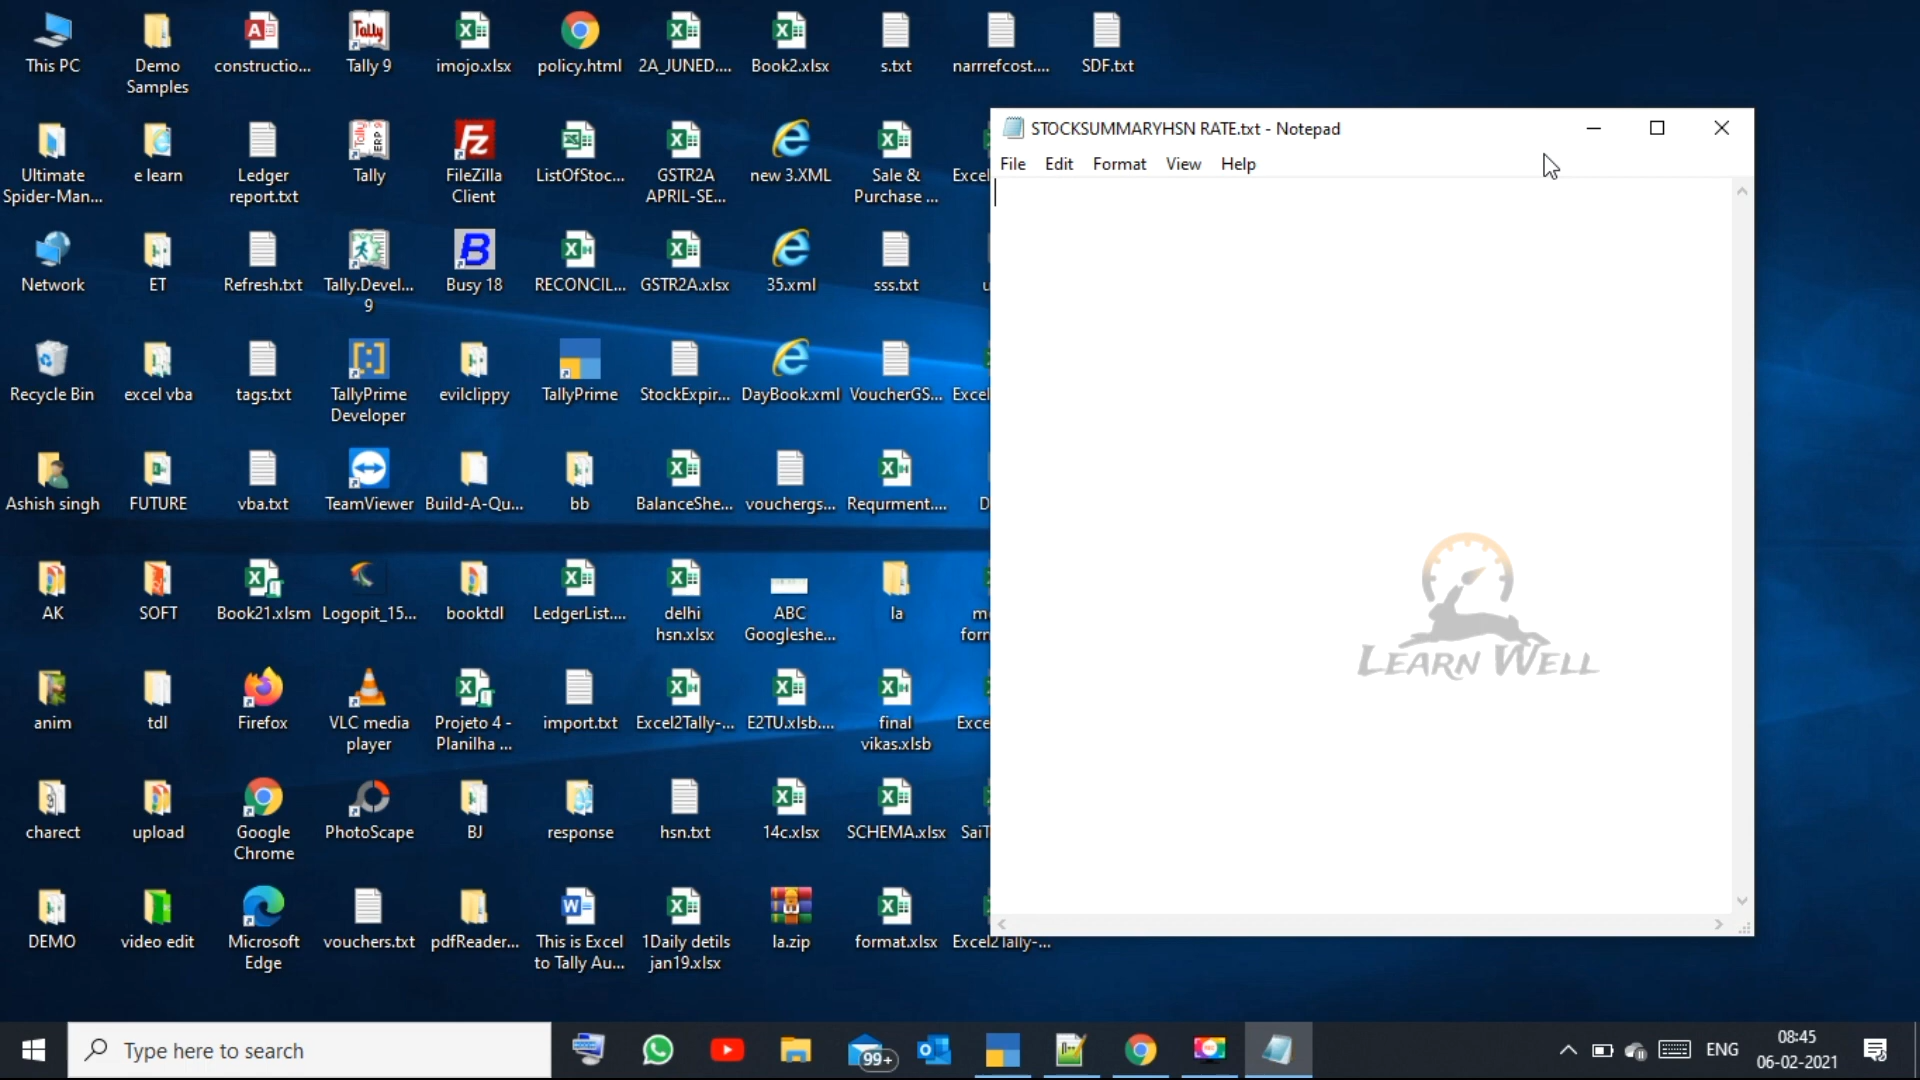 This PC
Demo
Samples
constructio...
Tally 9
imojo.xlsx
policy.html
2A_JUNED....
Book2.xlsx
s.txt
narrrefcost....
SDF.txt
STOCKSUMMARYHSN RATE.txt - Notepad
File Edit Format View Help
Ultimate
Spider-Man...
e learn
Ledger
report.txt
Tally
FileZilla
Client
ListOfStoc...
GSTR2A
APRIL-SE...
new 3.XML
Sale &
Purchase ...
Excel
Network
ET
Refresh.txt
Tally.Devel...
9
Busy 18
RECONCIL...
GSTR2A.xlsx
35.xml
sss.txt
Recycle Bin
excel vba
tags.txt
TallyPrime
Developer
evilclippy
TallyPrime
StockExpir...
DayBook.xml
VoucherGS...
Excel
Ashish singh
FUTURE
vba.txt
TeamViewer
Build-A-Qu...
bb
BalanceShe...
vouchergs...
Requrment....
D
AK
SOFT
Book21.xlsm
Logopit_15...
booktdl
LedgerList....
delhi
hsn.xlsx
ABC
Googleshe...
la
LEARN WELL
anim
tdl
Firefox
VLC media
player
Projeto 4 -
Planilha ...
import.txt
Excel2Tally-...
E2TU.xlsb....
final
vikas.xlsb
Exce
charect
upload
Google
Chrome
PhotoScape
BJ
response
hsn.txt
14c.xlsx
SCHEMA.xlsx
SaiT
DEMO
video edit
Microsoft
Edge
vouchers.txt
pdfReader...
This is Excel
to Tally Au...
1Daily detils
jan19.xlsx
la.zip
format.xlsx
Excel2Tally-...
Type here to search
99+
ENG
08:45
06-02-2021